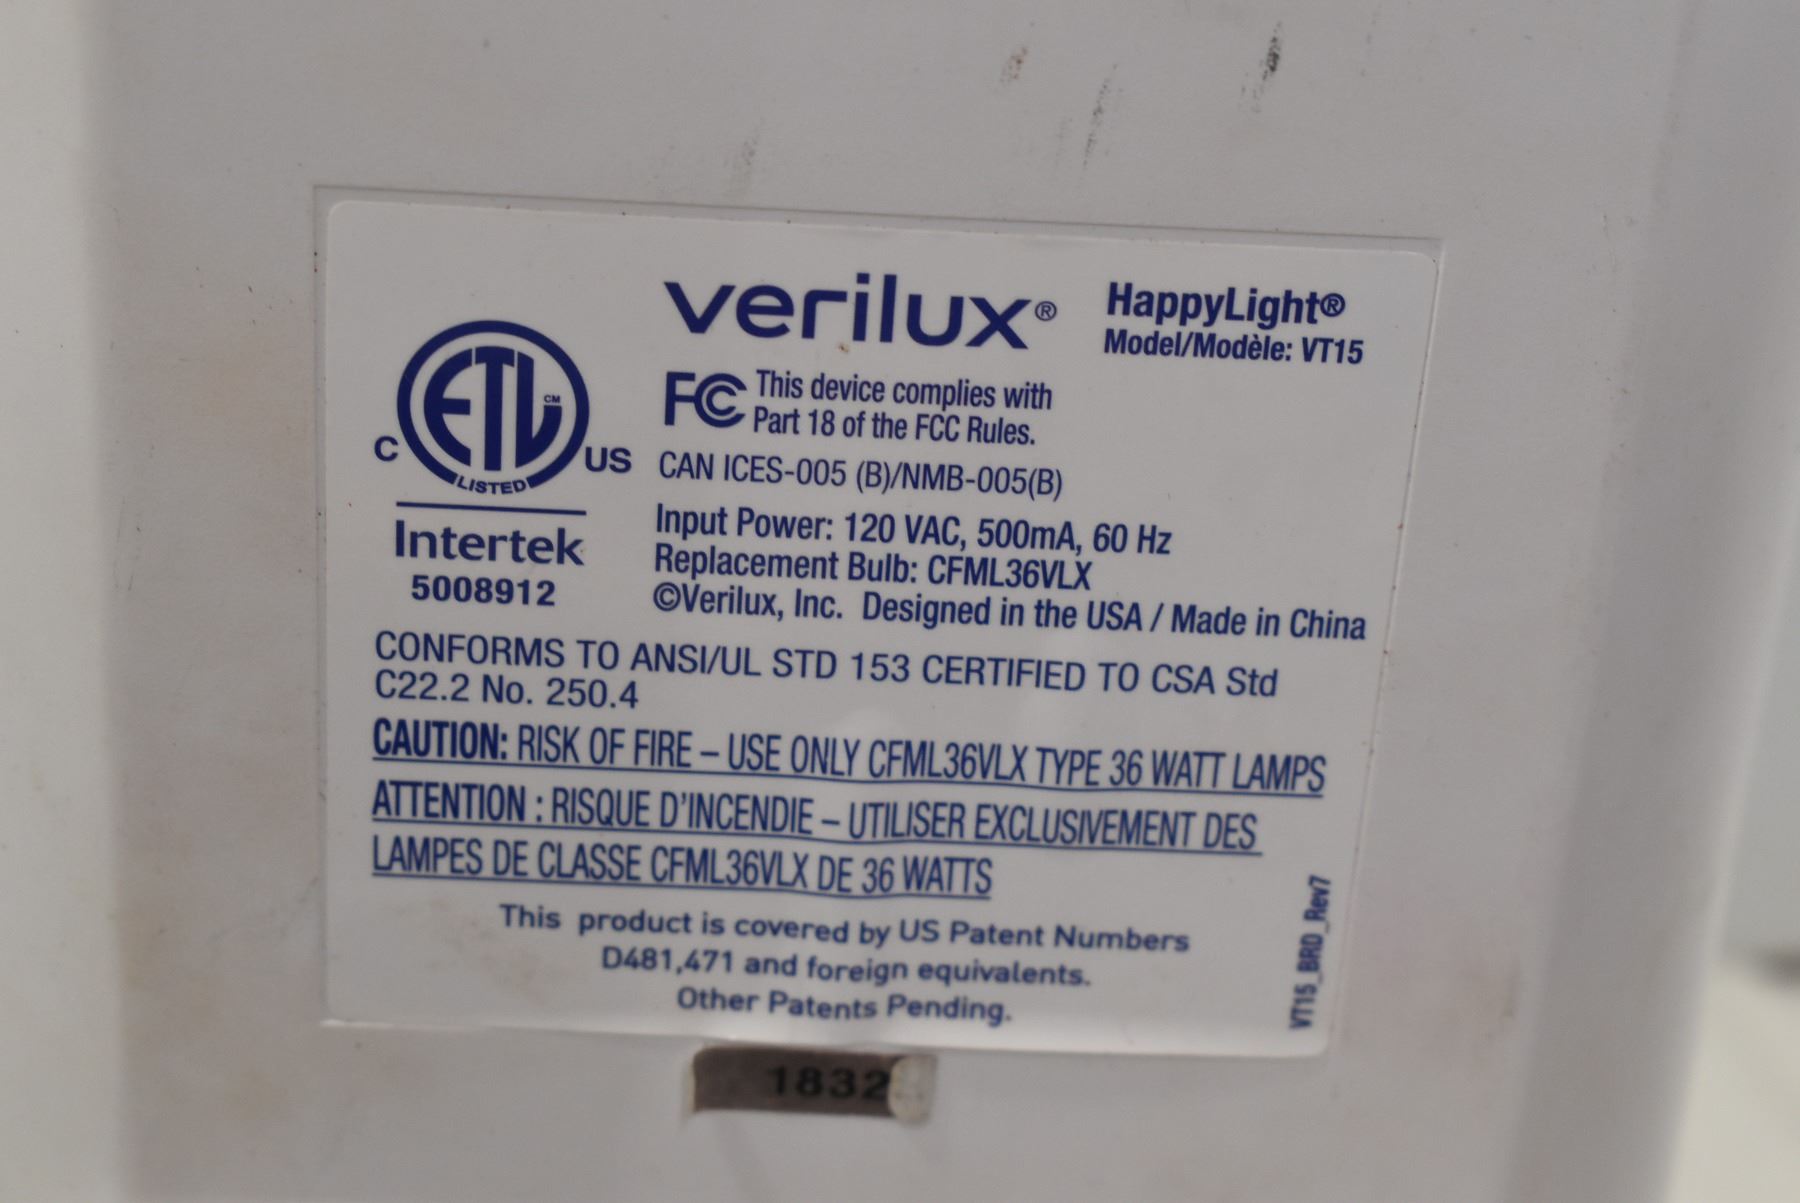 verilux®
HappyLight®
Model/Modèle: VT15
ETL CM
LISTED
C US
Intertek
5008912
FC This device complies with
Part 18 of the FCC Rules.
CAN ICES-005 (B)/NMB-005(B)
Input Power: 120 VAC, 500mA, 60 Hz
Replacement Bulb: CFML36VLX
©Verilux, Inc. Designed in the USA / Made in China
CONFORMS TO ANSI/UL STD 153 CERTIFIED TO CSA Std
C22.2 No. 250.4
CAUTION: RISK OF FIRE – USE ONLY CFML36VLX TYPE 36 WATT LAMPS
ATTENTION : RISQUE D'INCENDIE – UTILISER EXCLUSIVEMENT DES
LAMPES DE CLASSE CFML36VLX DE 36 WATTS
This product is covered by US Patent Numbers
D481,471 and foreign equivalents.
Other Patents Pending.
VT15_BRD_Rev7
1832